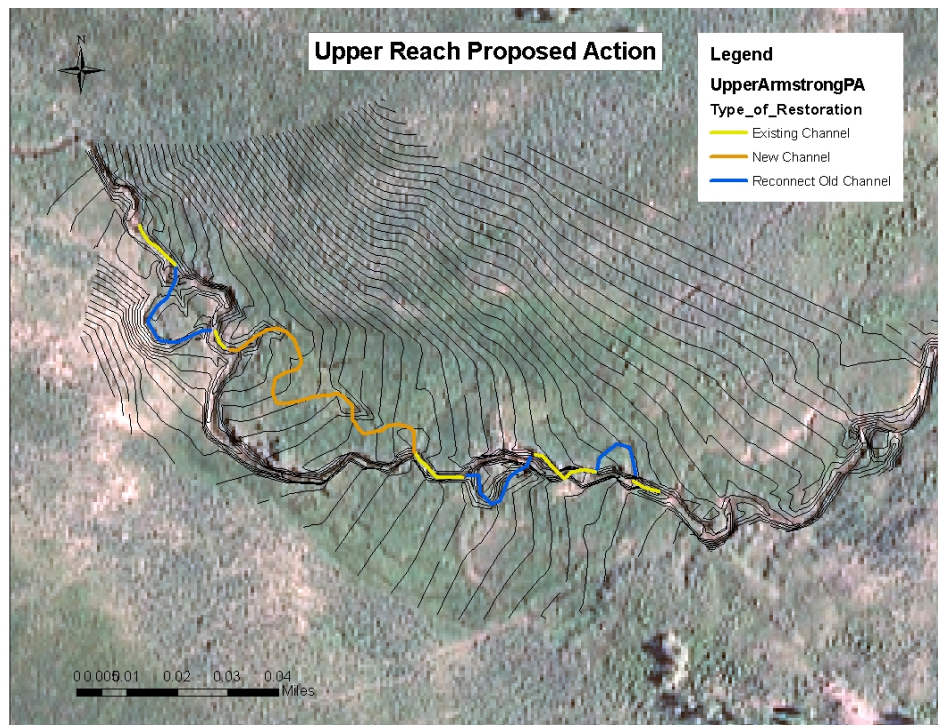 N
Upper Reach Proposed Action
Legend
UpperArmstrongPA
Type_of_Restoration
Existing Channel
New Channel
Reconnect Old Channel
0 0.0050.01 0.02 0.03 0.04
Miles